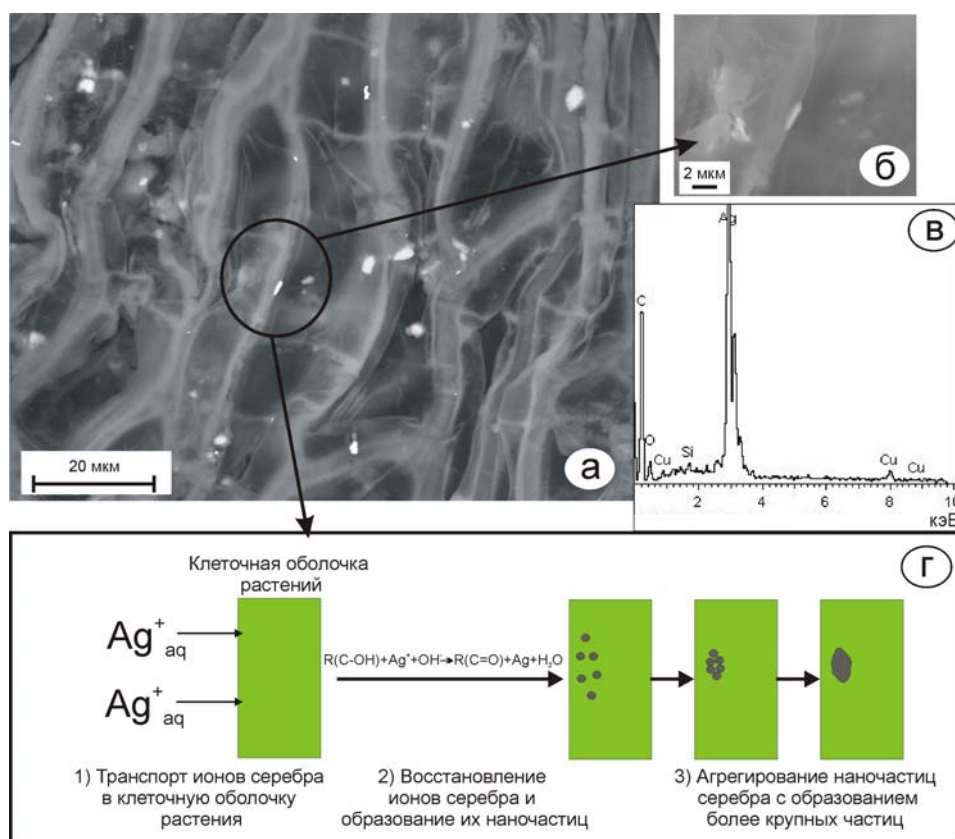 2 мкм
б
Ag
C
O
Cu
Si
Cu
Cu
0 2 4 6 8 10
кэВ
в
20 мкм
а
г
Клеточная оболочка
растений
Ag⁺aq
Ag⁺aq
R(C-OH)+Ag⁺+OH⁻→R(C=O)+Ag+H₂O
1) Транспорт ионов серебра
в клеточную оболочку
растения
2) Восстановление
ионов серебра и
образование их наночастиц
3) Агрегирование наночастиц
серебра с образованием
более крупных частиц